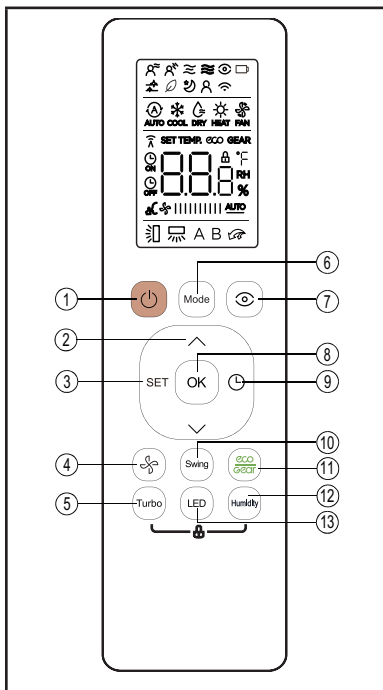 AUTO COOL DRY HEAT FAN
SET TEMP. eco GEAR
ON
88.8 °F
RH
OFF
%
AUTO
A B
6
1
Mode
7
2
8
3
SET
OK
9
10
4
Swing
eco
Gear
11
5
Turbo
LED
Humidity
12
13